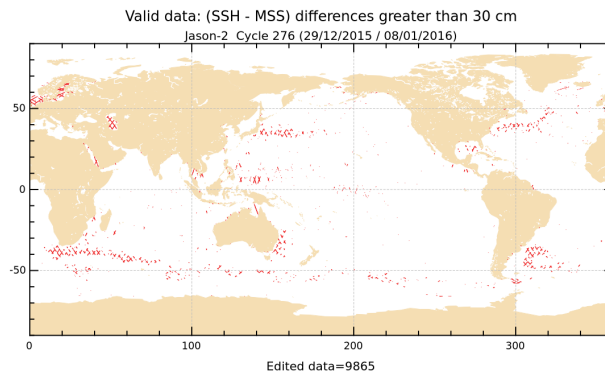 Valid data: (SSH - MSS) differences greater than 30 cm
Jason-2 Cycle 276 (29/12/2015 / 08/01/2016)
50
0
-50
0
100
200
300
Edited data=9865